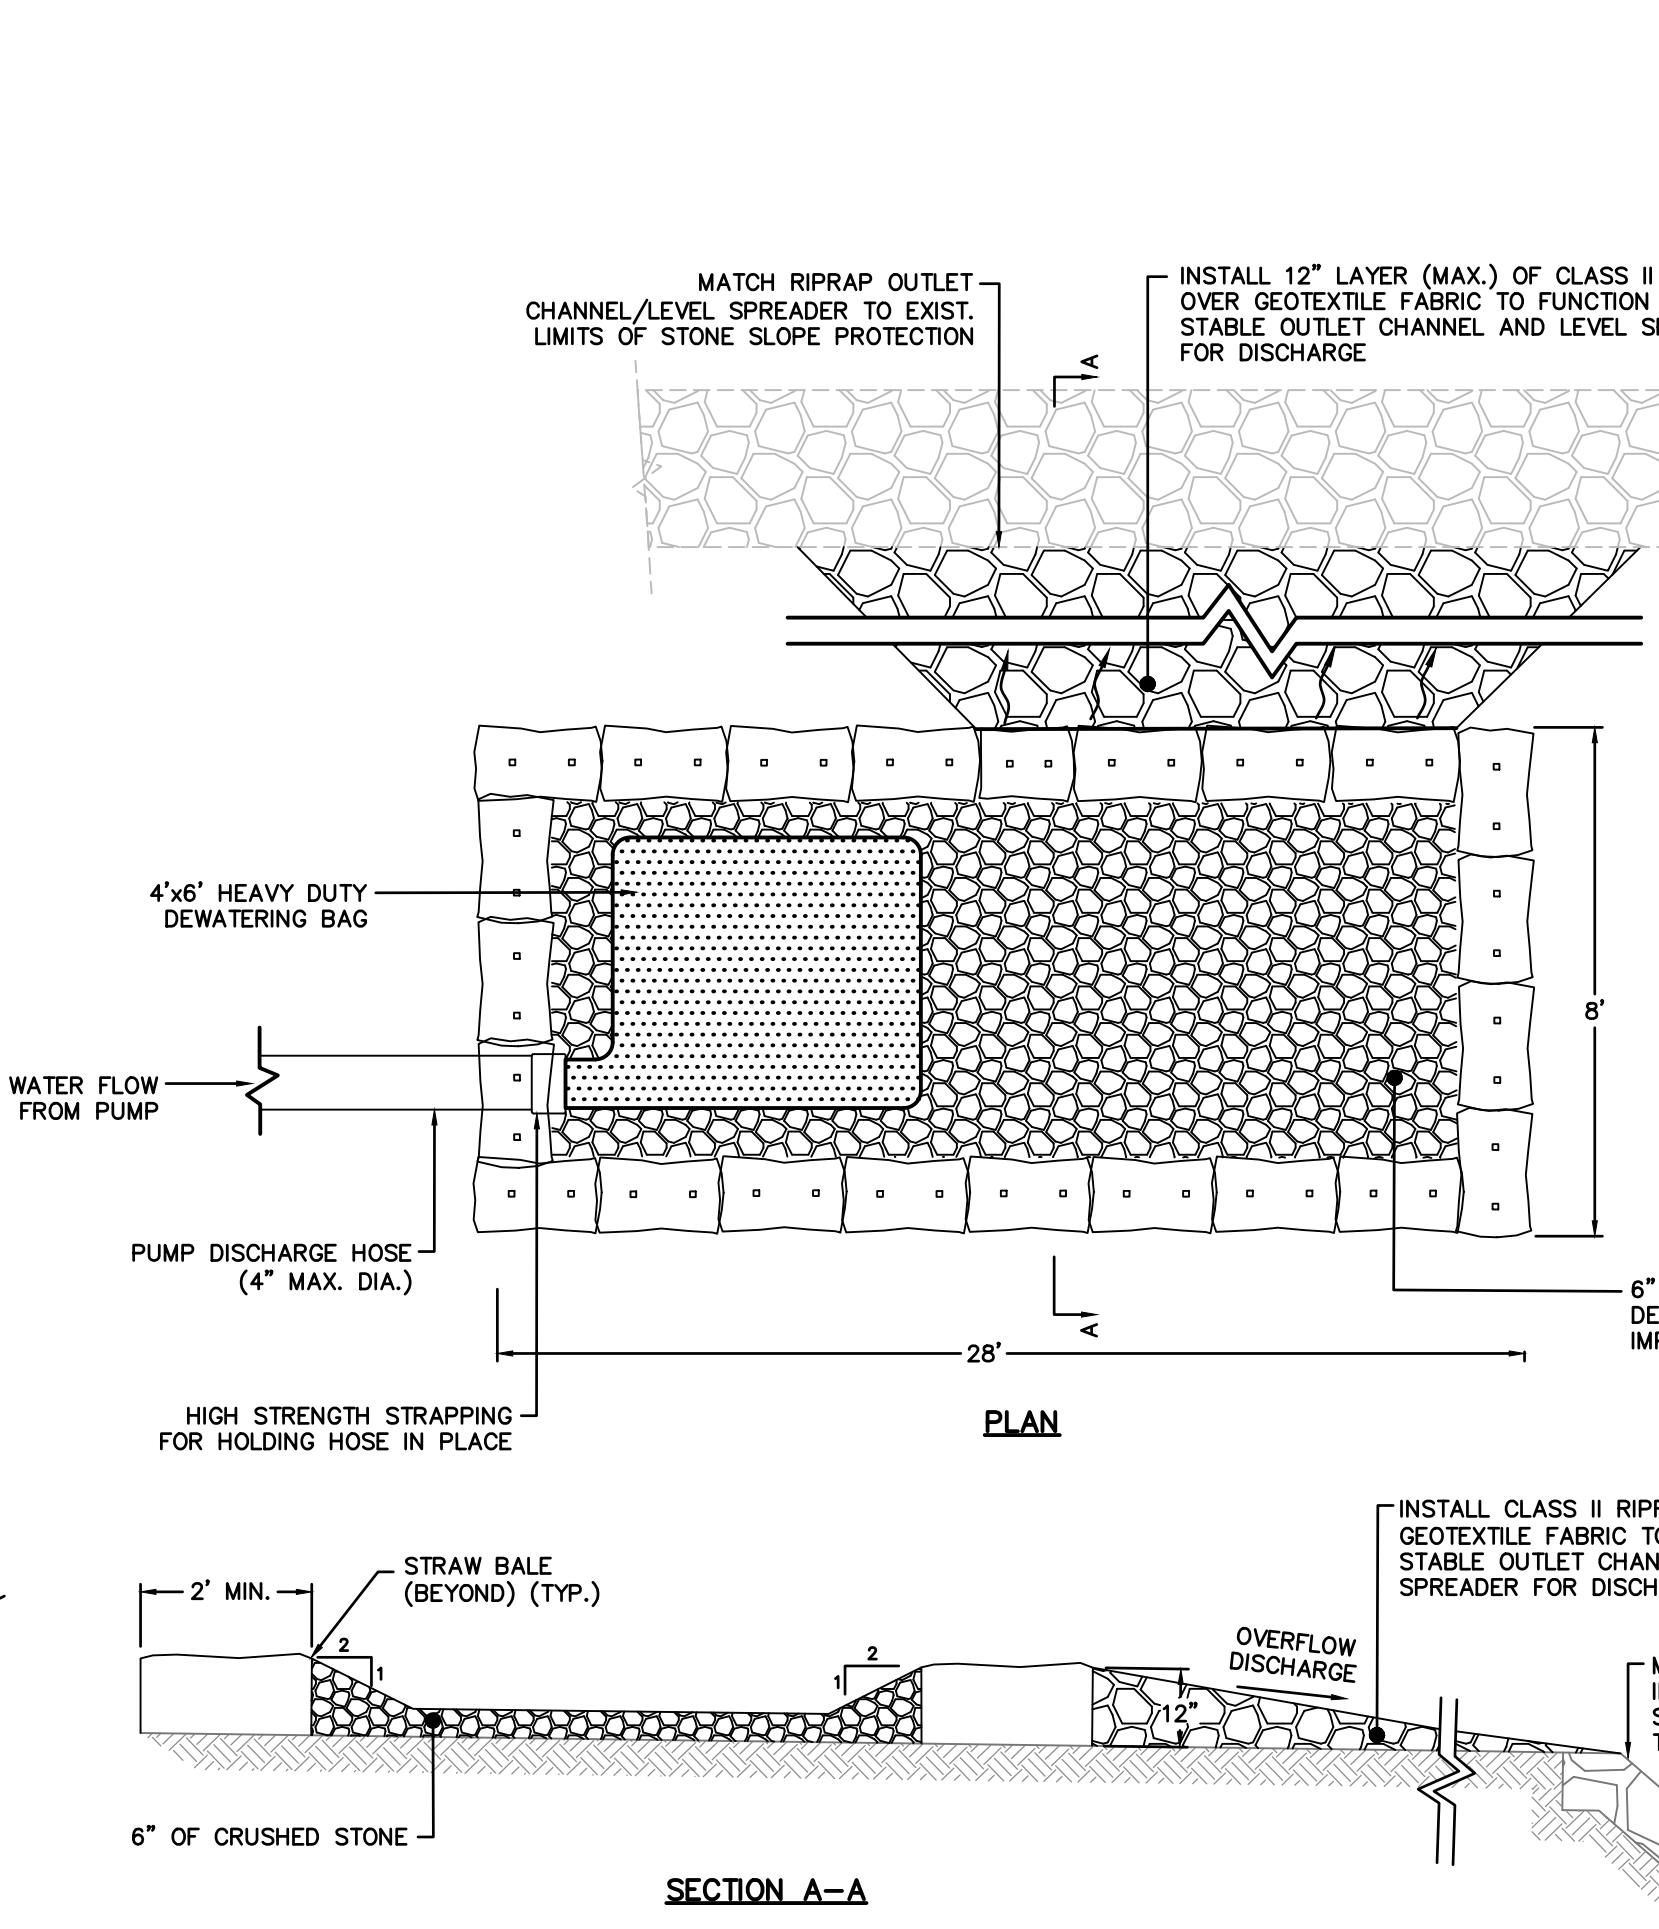 MATCH RIPRAP OUTLET
CHANNEL/LEVEL SPREADER TO EXIST.
LIMITS OF STONE SLOPE PROTECTION
INSTALL 12" LAYER (MAX.) OF CLASS II
OVER GEOTEXTILE FABRIC TO FUNCTION
STABLE OUTLET CHANNEL AND LEVEL
FOR DISCHARGE
A
4'x6' HEAVY DUTY
DEWATERING BAG
8'
WATER FLOW
FROM PUMP
PUMP DISCHARGE HOSE
(4" MAX. DIA.)
6"
A
28'
HIGH STRENGTH STRAPPING
FOR HOLDING HOSE IN PLACE
PLAN
INSTALL CLASS II
GEOTEXTILE FABRIC
STABLE OUTLET
SPREADER FOR
STRAW BALE
(BEYOND) (TYP.)
2' MIN.
2
1
2
1
OVERFLOW
DISCHARGE
12"
6" OF CRUSHED STONE
SECTION A-A